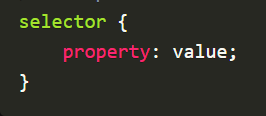 selector {
    property: value;
}